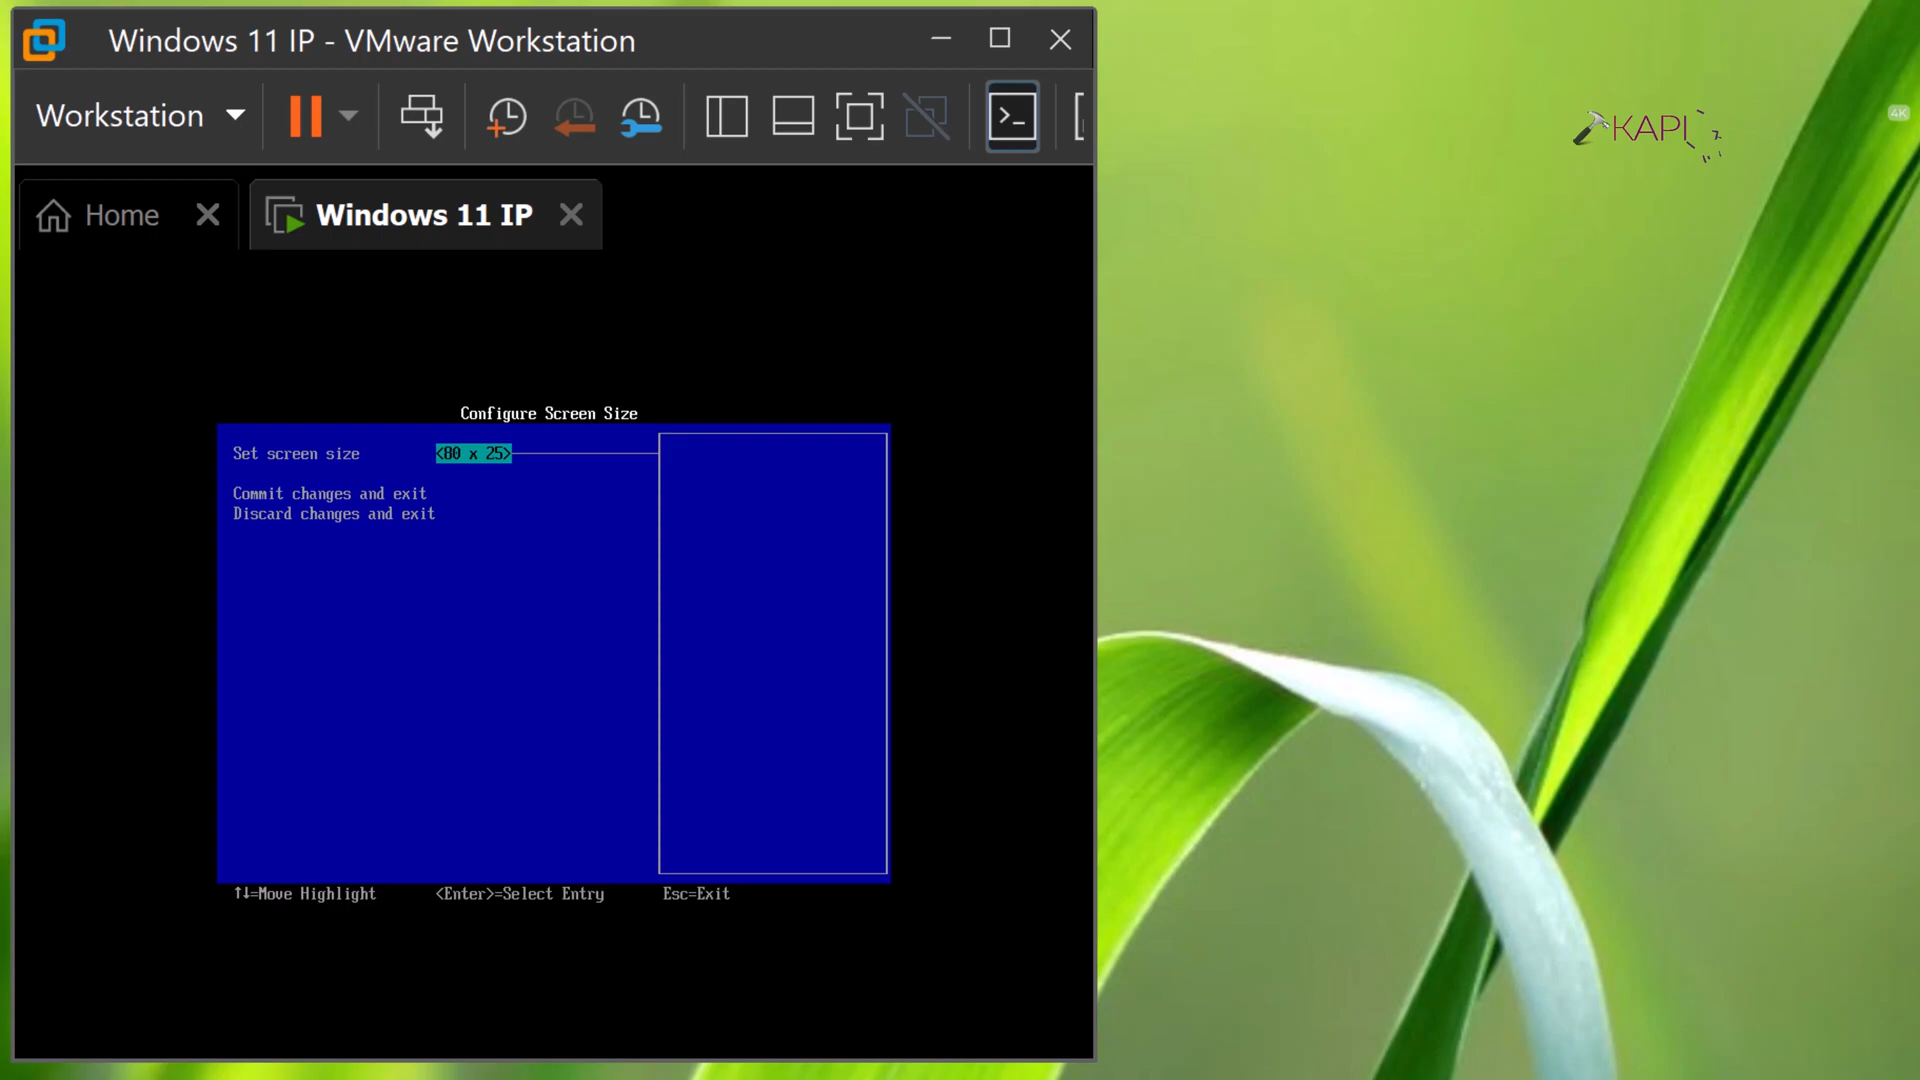 Windows 11 IP - VMware Workstation
Workstation
Home
Windows 11 IP
Configure Screen Size
Set screen size <80 x 25>
Commit changes and exit
Discard changes and exit
↑↓=Move Highlight <Enter>=Select Entry Esc=Exit
KAPI
4K